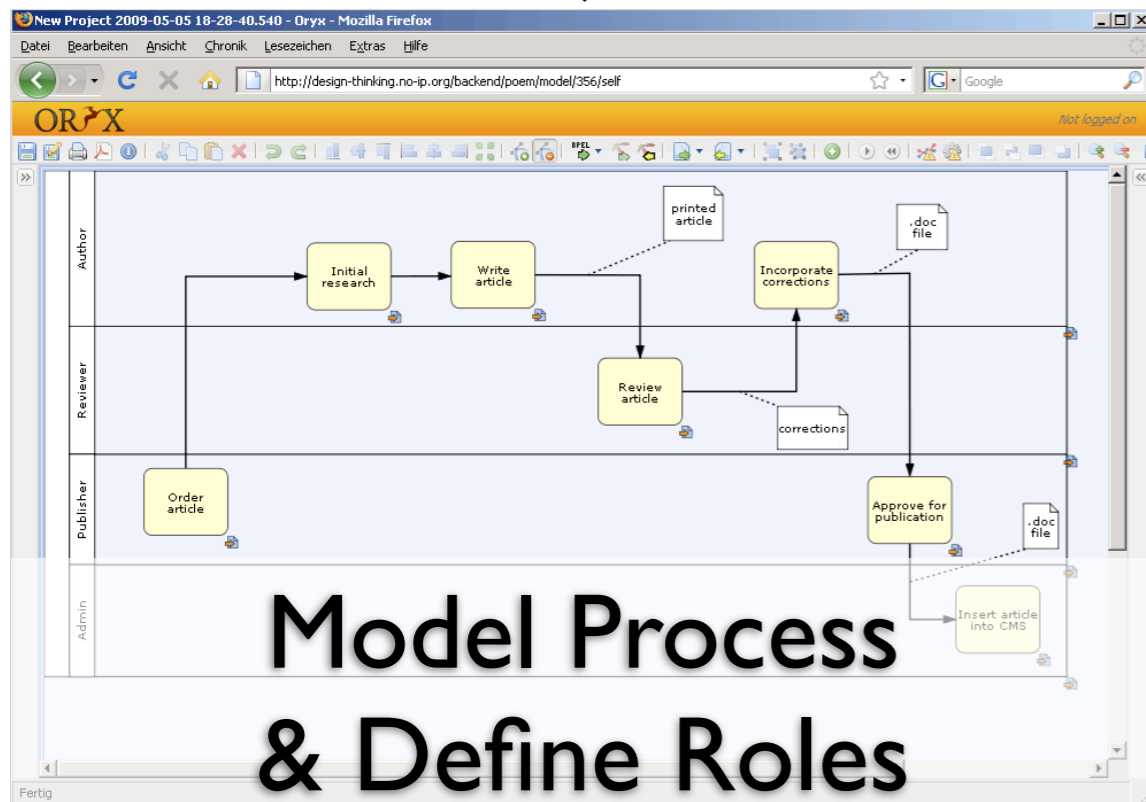 New Project 2009-05-05 18-28-40.540 - Oryx - Mozilla Firefox
Datei Bearbeiten Ansicht Chronik Lesezeichen Extras Hilfe
http://design-thinking.no-ip.org/backend/poem/model/356/self
G Google
ORYX
Not logged on
BPEL
Author
Initial
research
Write
article
printed
article
Incorporate
corrections
.doc
file
Reviewer
Review
article
corrections
Publisher
Order
article
Approve for
publication
.doc
file
Admin
Insert article
into CMS
Model Process
& Define Roles
Fertig